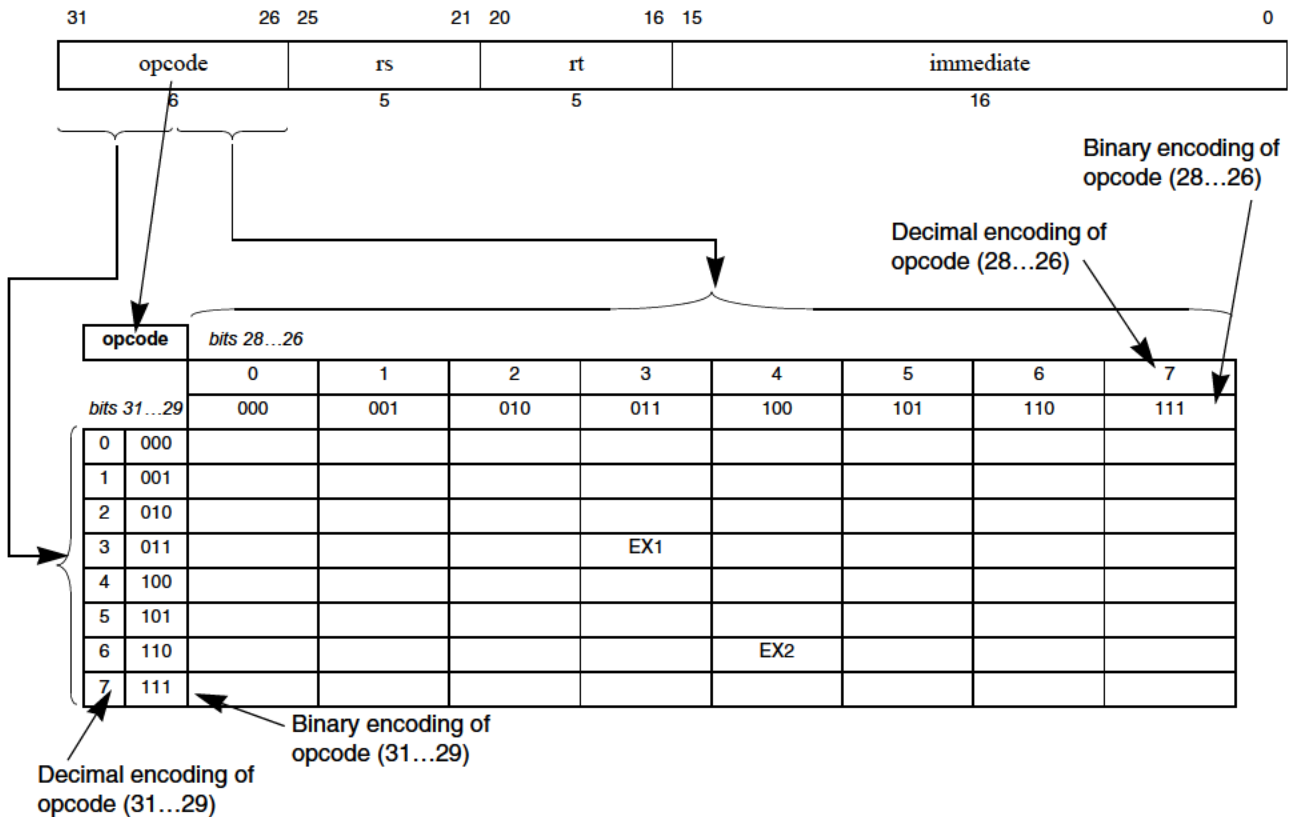 31 26 25 21 20 16 15 0
opcode rs rt immediate
6 5 5 16
Binary encoding of
opcode (28…26)
Decimal encoding of
opcode (28…26)
opcode bits 28…26
0 1 2 3 4 5 6 7
bits 31…29 000 001 010 011 100 101 110 111
0 000
1 001
2 010
3 011 EX1
4 100
5 101
6 110 EX2
7 111
Binary encoding of
opcode (31…29)
Decimal encoding of
opcode (31…29)